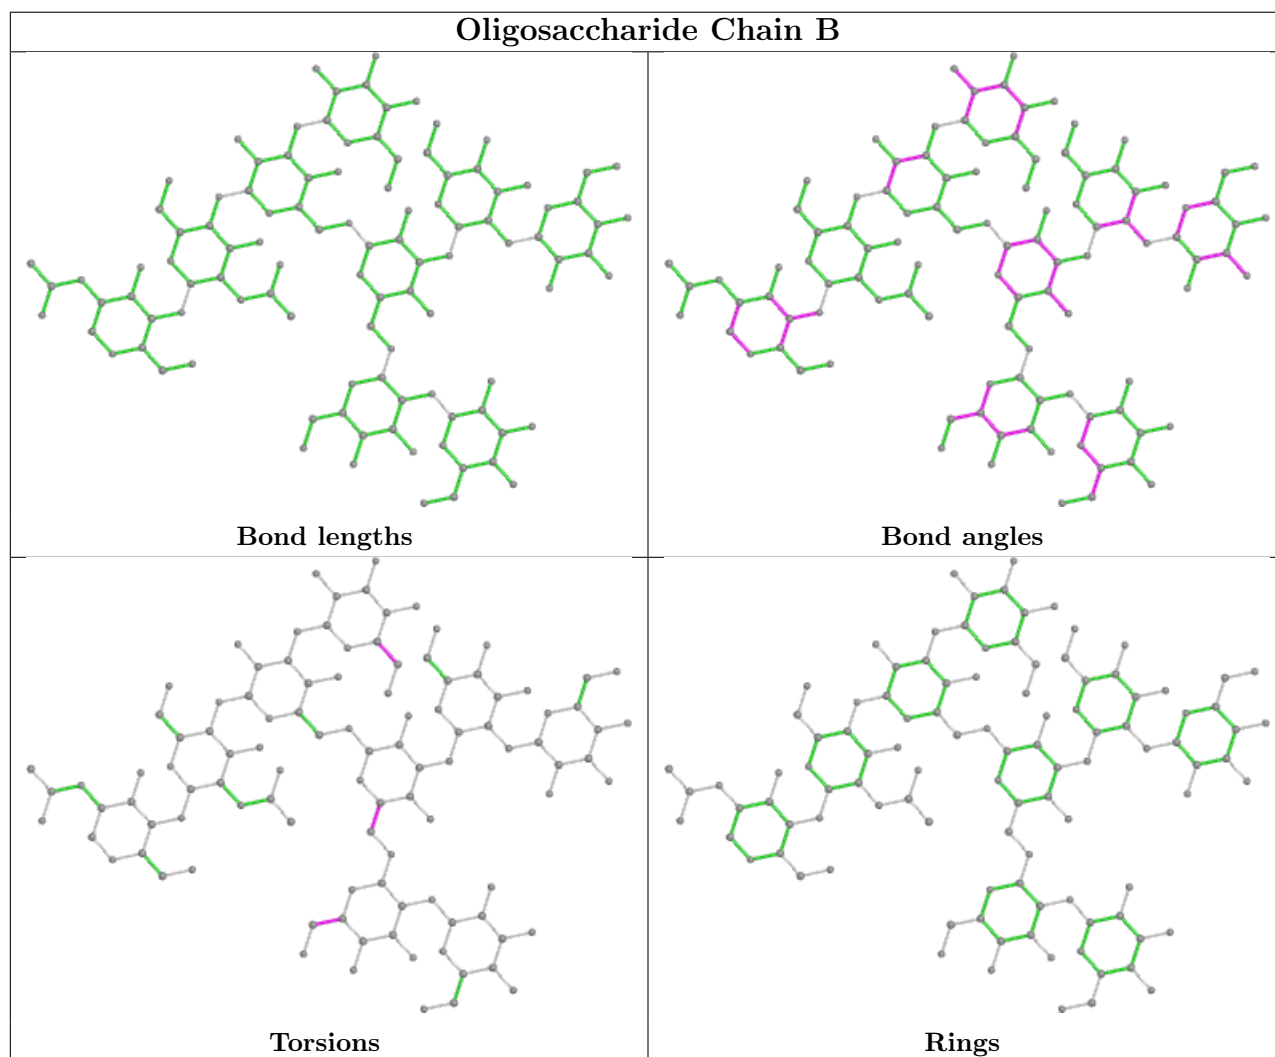 Oligosaccharide Chain B
Bond lengths
Bond angles
Torsions
Rings